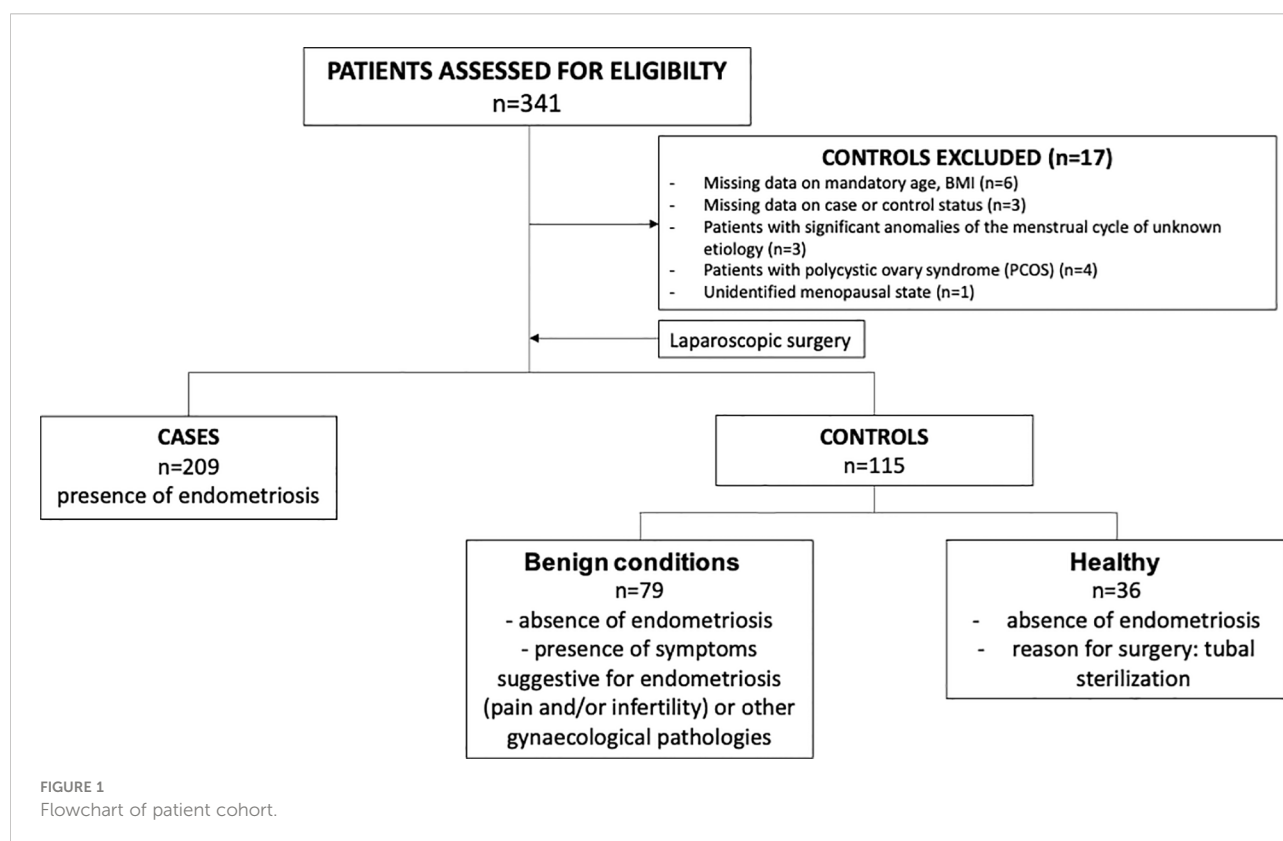 PATIENTS ASSESSED FOR ELIGIBILTY
n=341
CONTROLS EXCLUDED (n=17)
- Missing data on mandatory age, BMI (n=6)
- Missing data on case or control status (n=3)
- Patients with significant anomalies of the menstrual cycle of unknown
etiology (n=3)
- Patients with polycystic ovary syndrome (PCOS) (n=4)
- Unidentified menopausal state (n=1)
Laparoscopic surgery
CASES
n=209
presence of endometriosis
CONTROLS
n=115
Benign conditions
n=79
- absence of endometriosis
- presence of symptoms
suggestive for endometriosis
(pain and/or infertility) or other
gynaecological pathologies
Healthy
n=36
- absence of endometriosis
- reason for surgery: tubal
sterilization
FIGURE 1
Flowchart of patient cohort.